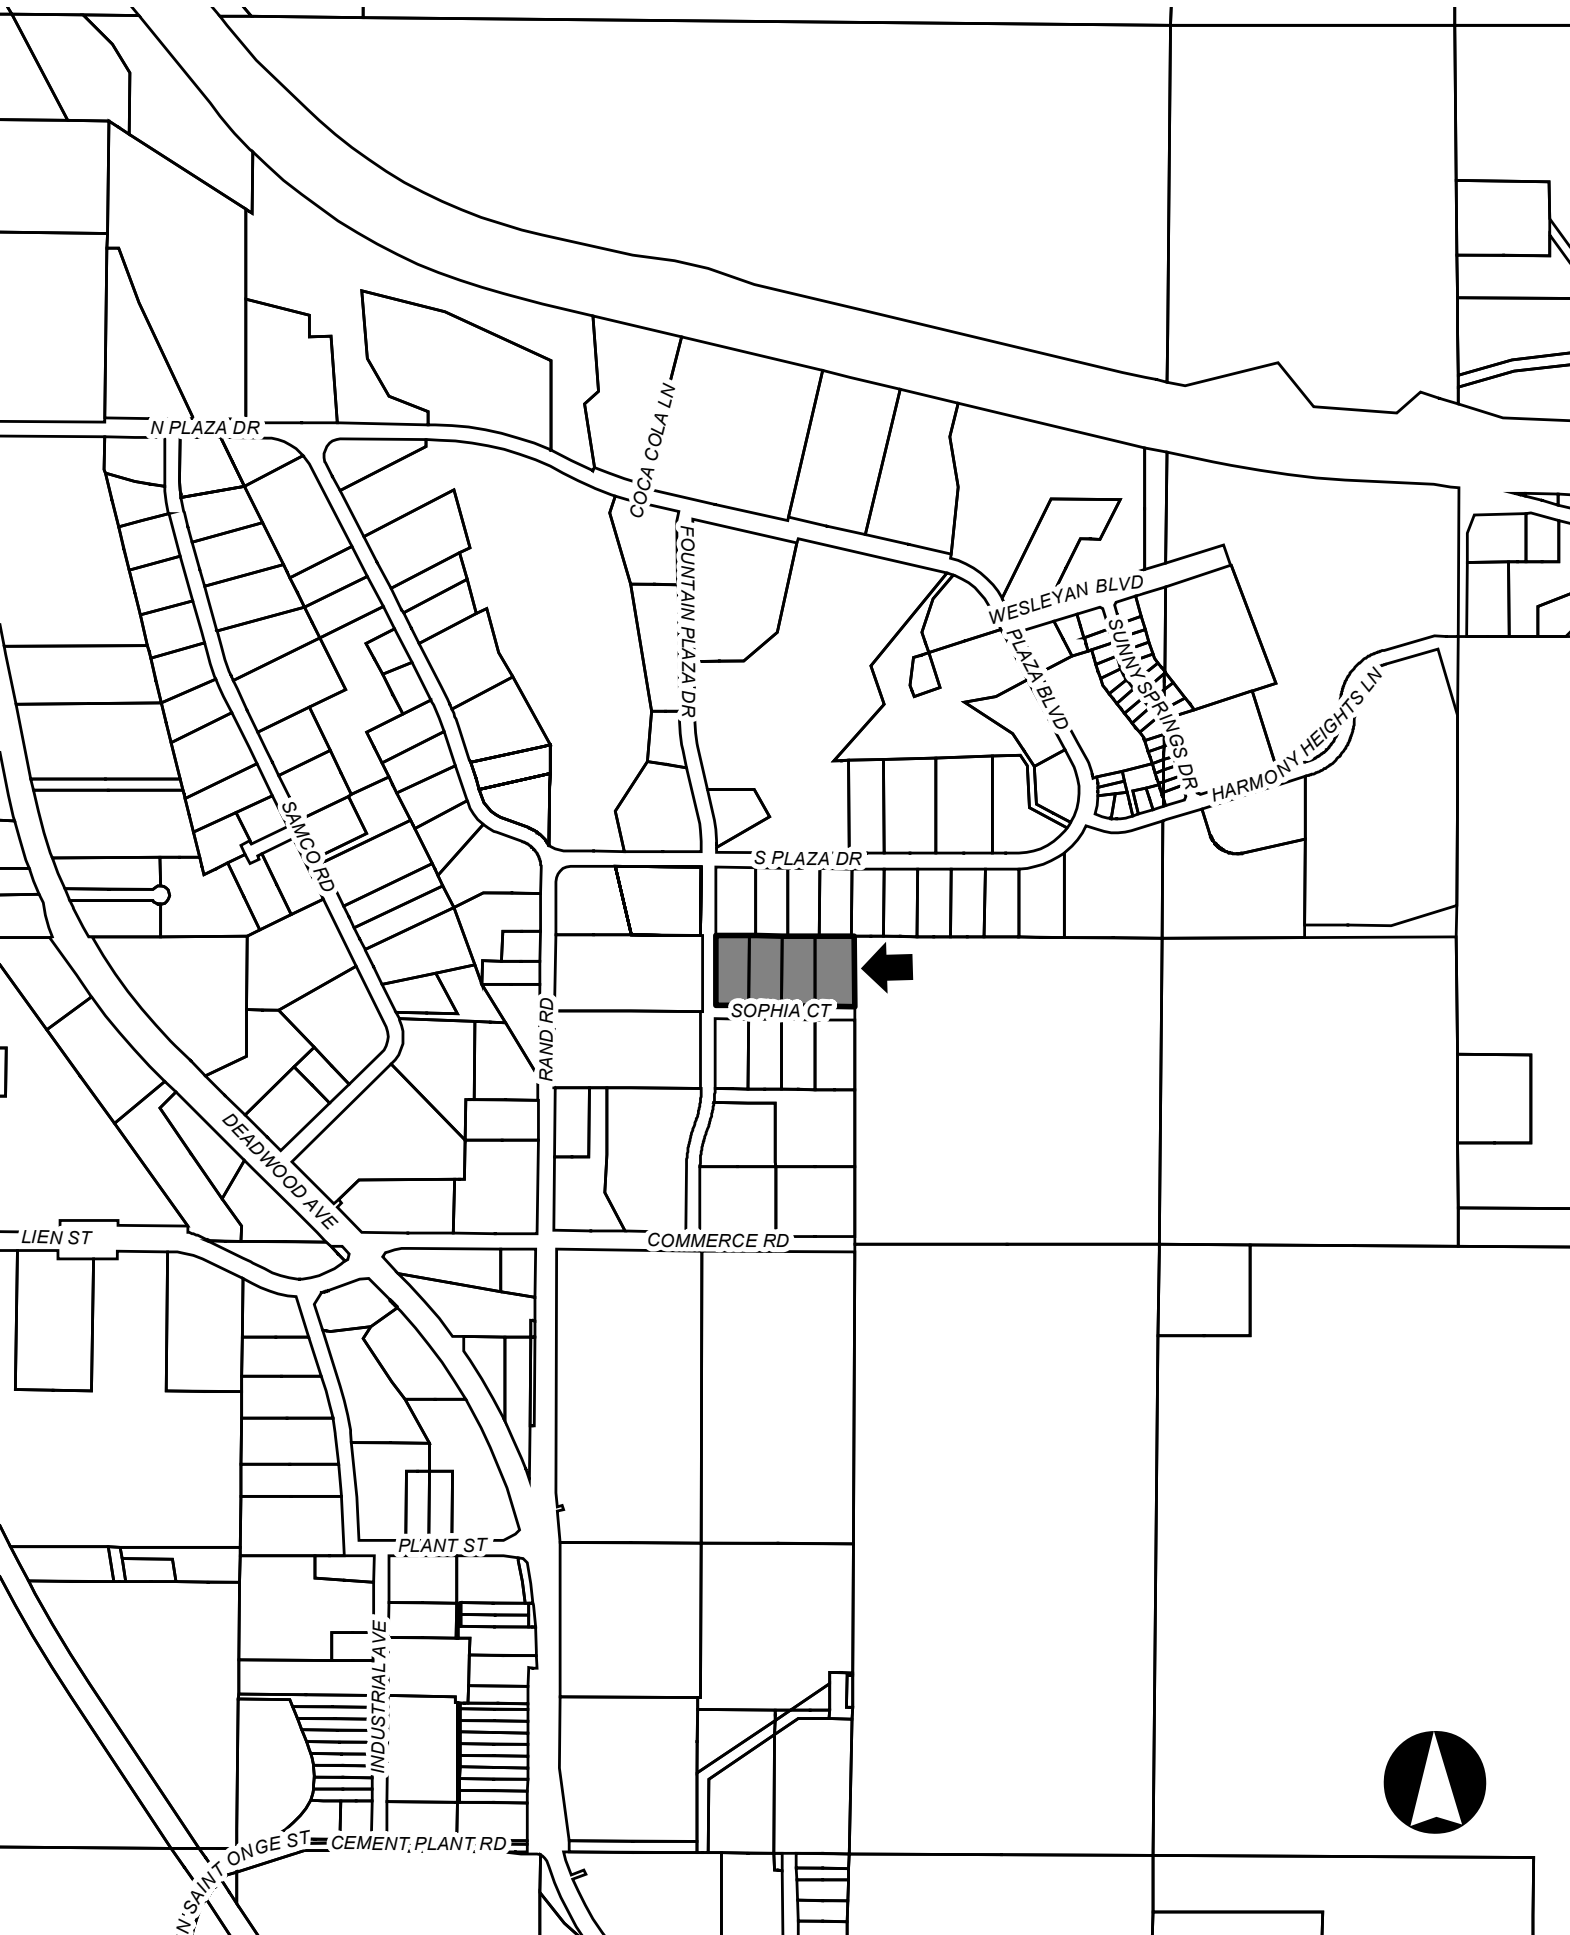 COCA COLA LN
N PLAZA DR
FOUNTAIN PLAZA DR
WESLEYAN BLVD
SUNNY SPRINGS DR
PLAZA BLVD
HARMONY HEIGHTS LN
SAMCO RD
S PLAZA DR
SOPHIA CT
RAND RD
DEADWOOD AVE
LIEN ST
COMMERCE RD
PLANT ST
INDUSTRIAL AVE
CEMENT PLANT RD
N SAINT ONGE ST